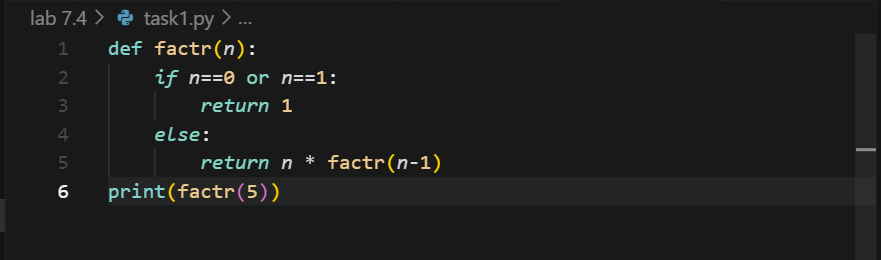 lab 7.4 > task1.py > ...
1 def factr(n):
2     if n==0 or n==1:
3         return 1
4     else:
5         return n * factr(n-1)
6 print(factr(5))